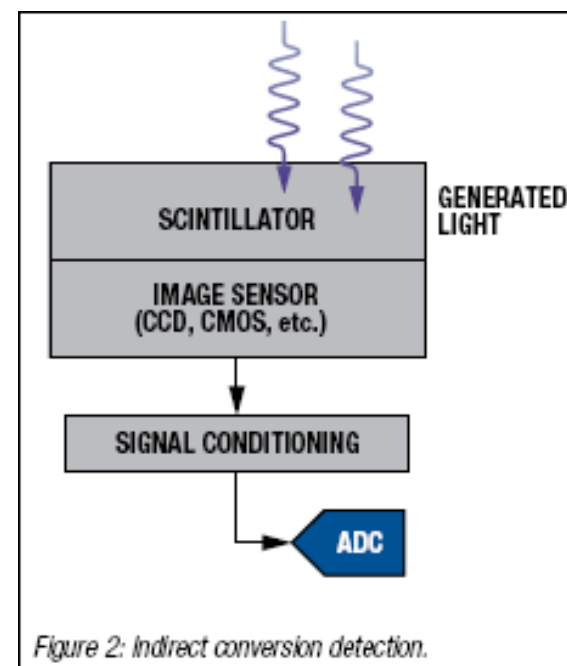 SCINTILLATOR
GENERATED
LIGHT
IMAGE SENSOR
(CCD, CMOS, etc.)
SIGNAL CONDITIONING
ADC
Figure 2: Indirect conversion detection.